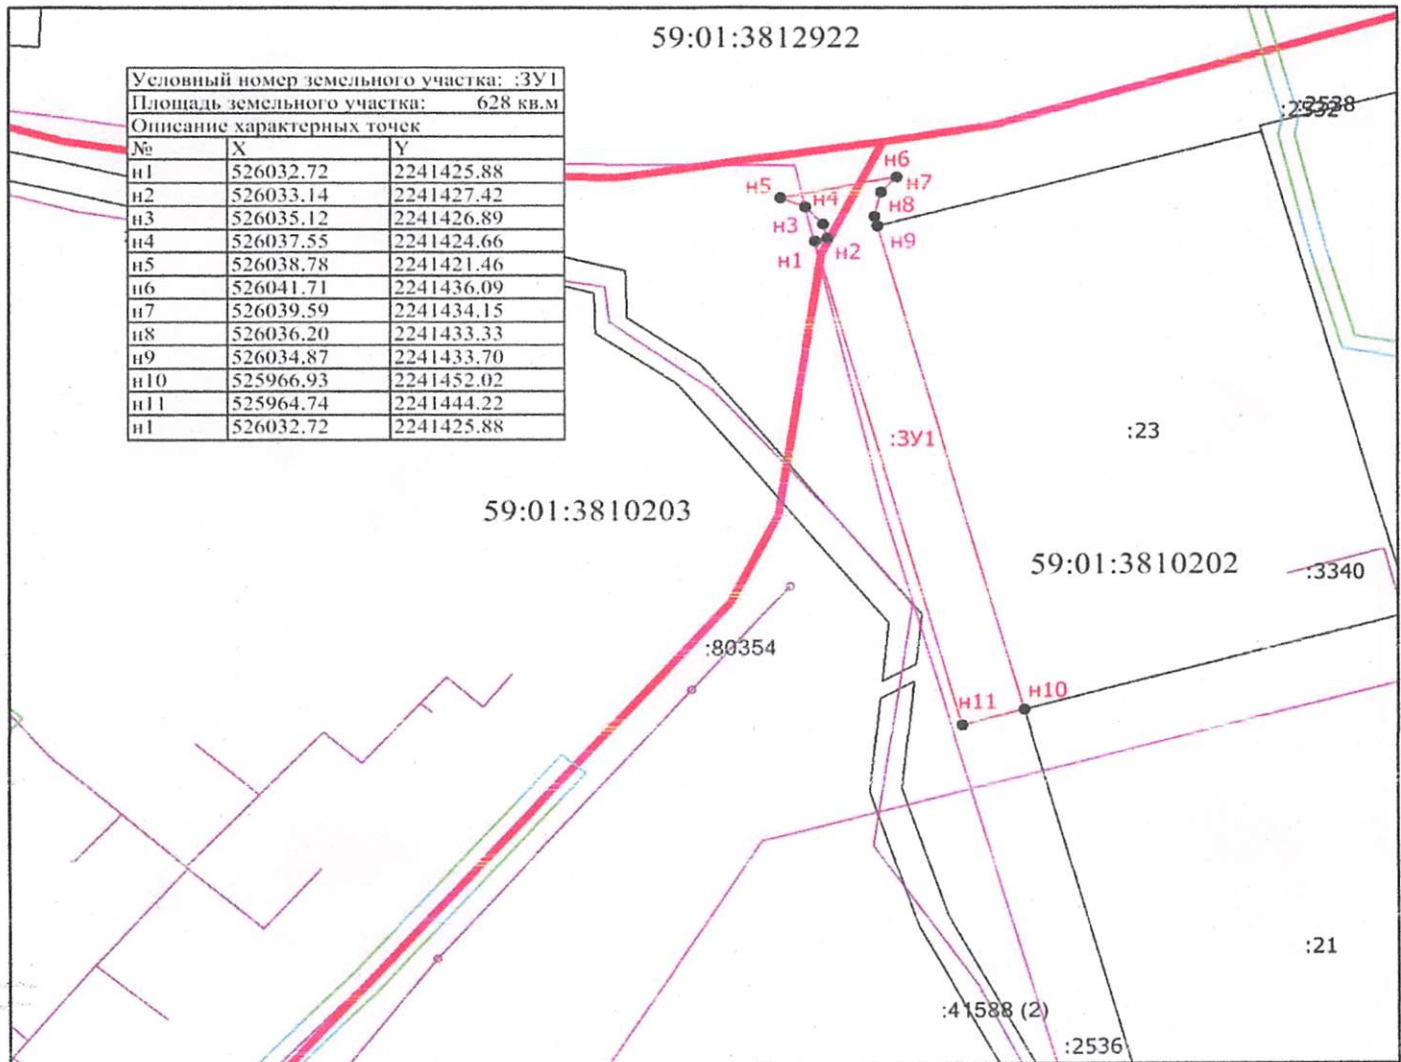 59:01:3812922
Условный номер земельного участка: :ЗУ1
Площадь земельного участка: 628 кв.м
Описание характерных точек
№ X Y
н1 526032.72 2241425.88
н2 526033.14 2241427.42
н3 526035.12 2241426.89
н4 526037.55 2241424.66
н5 526038.78 2241421.46
н6 526041.71 2241436.09
н7 526039.59 2241434.15
н8 526036.20 2241433.33
н9 526034.87 2241433.70
н10 525966.93 2241452.02
н11 525964.74 2241444.22
н1 526032.72 2241425.88
:2538
:2532
н6
н5
н7
н4
н8
н3
н9
н2
н1
:ЗУ1
:23
59:01:3810203
59:01:3810202
:3340
:80354
н10
н11
:21
:41588 (2)
:2536